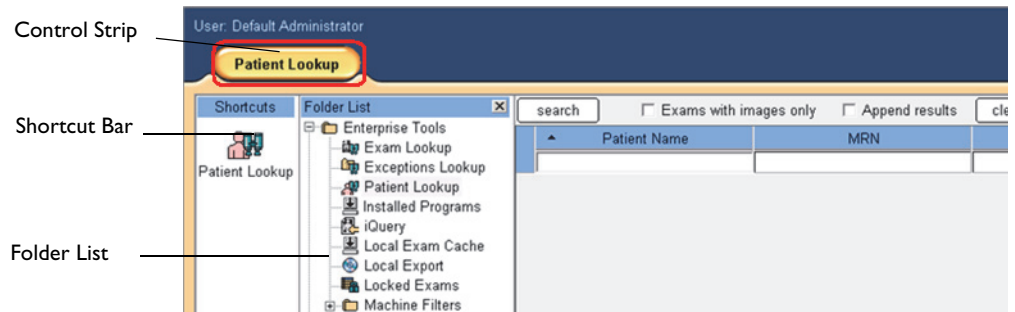 Control Strip
User: Default Administrator
Patient Lookup
Shortcut Bar
Shortcuts
Patient Lookup
Folder List
Folder List
Enterprise Tools
Exam Lookup
Exceptions Lookup
Patient Lookup
Installed Programs
iQuery
Local Exam Cache
Local Export
Locked Exams
Machine Filters
search
Exams with images only
Append results
cle
Patient Name
MRN